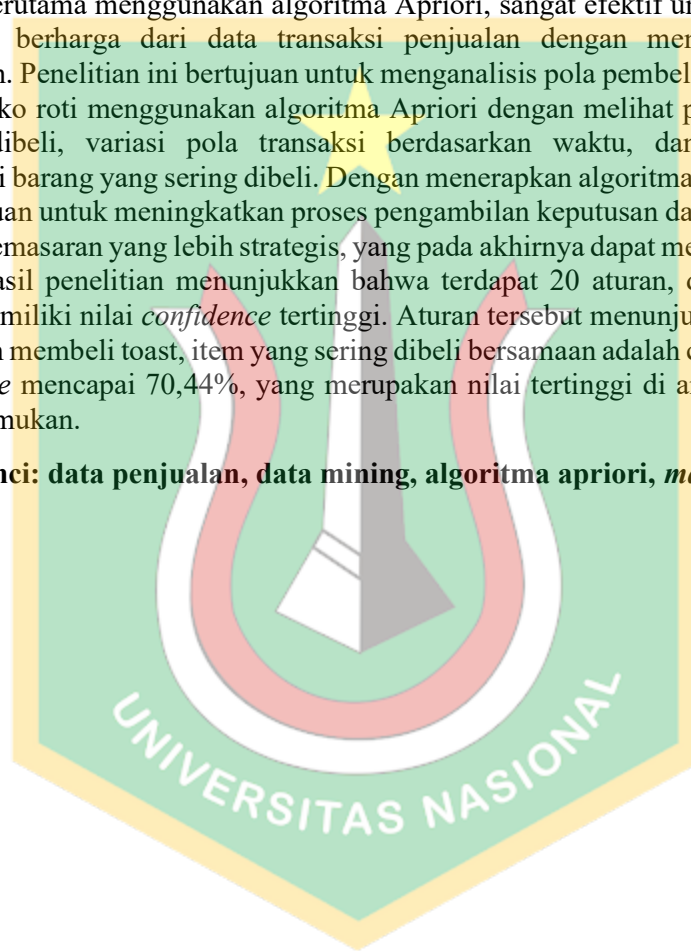 erutama menggunakan algoritma Apriori, sangat efektif un
berharga dari data transaksi penjualan dengan men
n. Penelitian ini bertujuan untuk menganalisis pola pembel
ko roti menggunakan algoritma Apriori dengan melihat p
dibeli, variasi pola transaksi berdasarkan waktu, dan
i barang yang sering dibeli. Dengan menerapkan algoritma
uan untuk meningkatkan proses pengambilan keputusan da
emasaran yang lebih strategis, yang pada akhirnya dapat me
asil penelitian menunjukkan bahwa terdapat 20 aturan, d
miliki nilai confidence tertinggi. Aturan tersebut menunju
n membeli toast, item yang sering dibeli bersamaan adalah c
e mencapai 70,44%, yang merupakan nilai tertinggi di an
mukan.
nci: data penjualan, data mining, algoritma apriori, ma
UNIVERSITAS NASIONAL